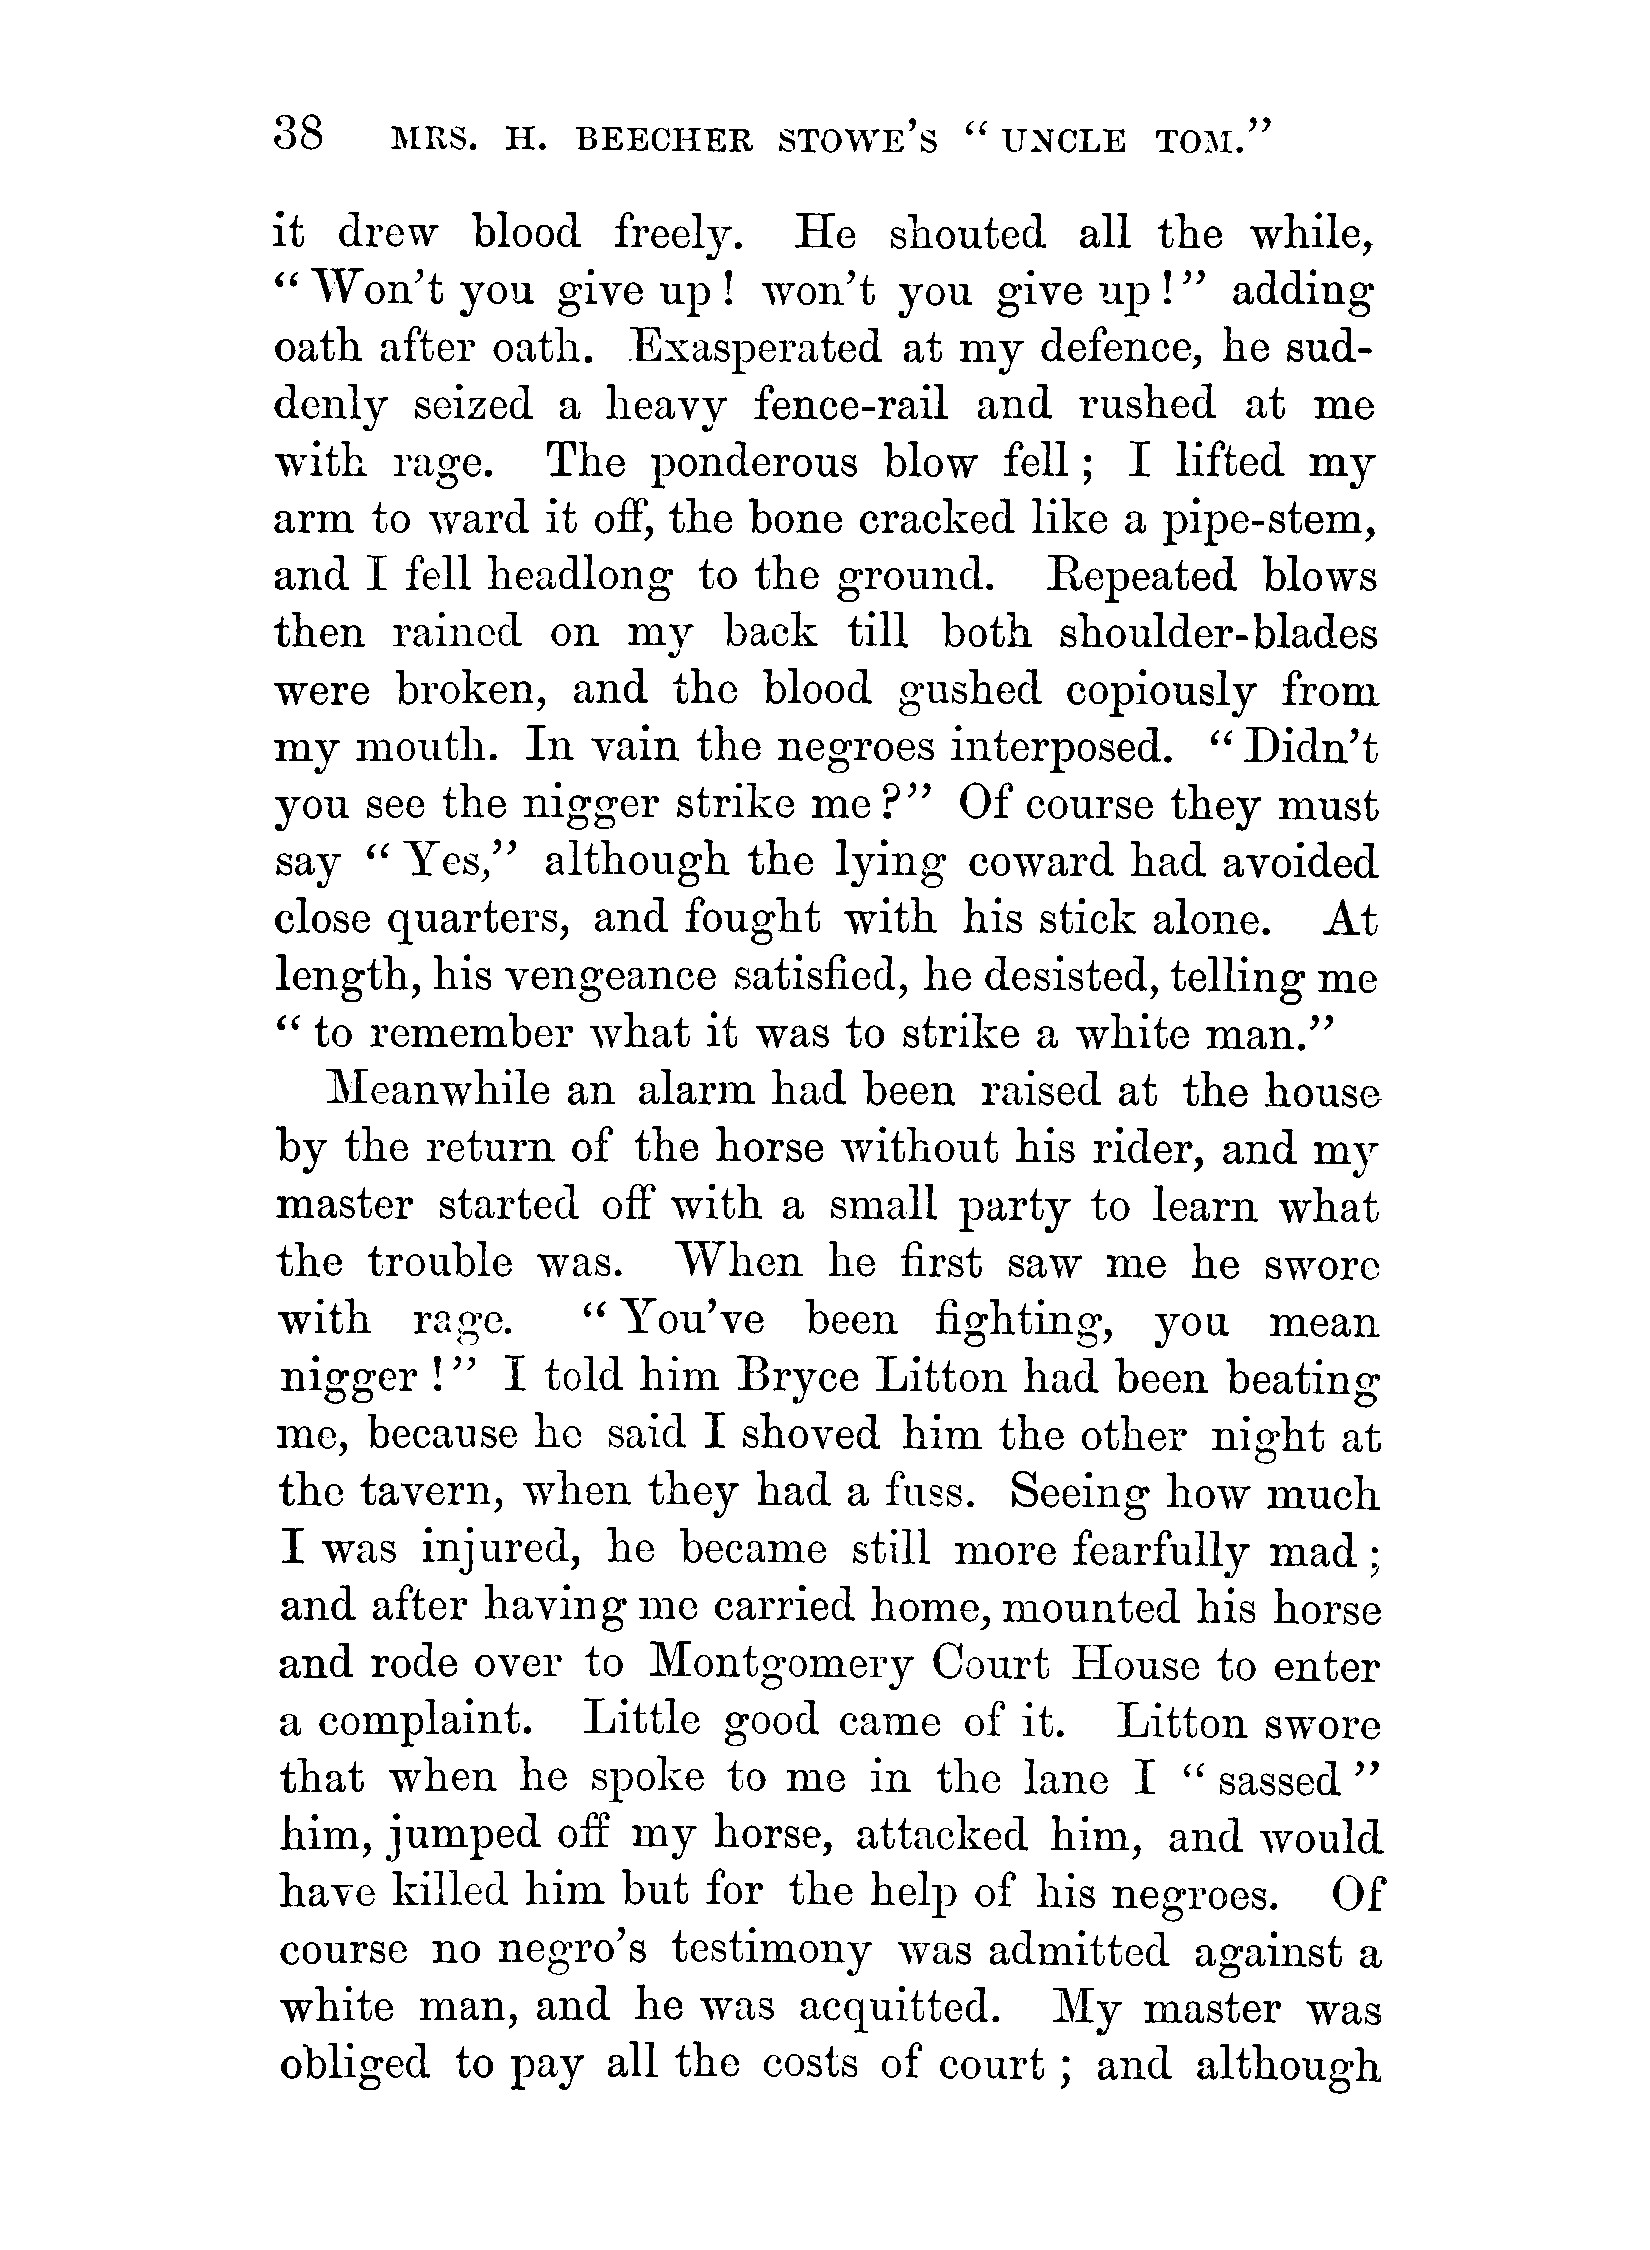 38 MRS. H. BEECHER STOWE'S "UNCLE TOM."
it drew blood freely. He shouted all the while,
"Won't you give up! won't you give up!" adding
oath after oath. Exasperated at my defence, he sud-
denly seized a heavy fence-rail and rushed at me
with rage. The ponderous blow fell; I lifted my
arm to ward it off, the bone cracked like a pipe-stem,
and I fell headlong to the ground. Repeated blows
then rained on my back till both shoulder-blades
were broken, and the blood gushed copiously from
my mouth. In vain the negroes interposed. "Didn't
you see the nigger strike me?" Of course they must
say "Yes," although the lying coward had avoided
close quarters, and fought with his stick alone. At
length, his vengeance satisfied, he desisted, telling me
"to remember what it was to strike a white man."
Meanwhile an alarm had been raised at the house
by the return of the horse without his rider, and my
master started off with a small party to learn what
the trouble was. When he first saw me he swore
with rage. "You've been fighting, you mean
nigger!" I told him Bryce Litton had been beating
me, because he said I shoved him the other night at
the tavern, when they had a fuss. Seeing how much
I was injured, he became still more fearfully mad;
and after having me carried home, mounted his horse
and rode over to Montgomery Court House to enter
a complaint. Little good came of it. Litton swore
that when he spoke to me in the lane I "sassed"
him, jumped off my horse, attacked him, and would
have killed him but for the help of his negroes. Of
course no negro's testimony was admitted against a
white man, and he was acquitted. My master was
obliged to pay all the costs of court; and although